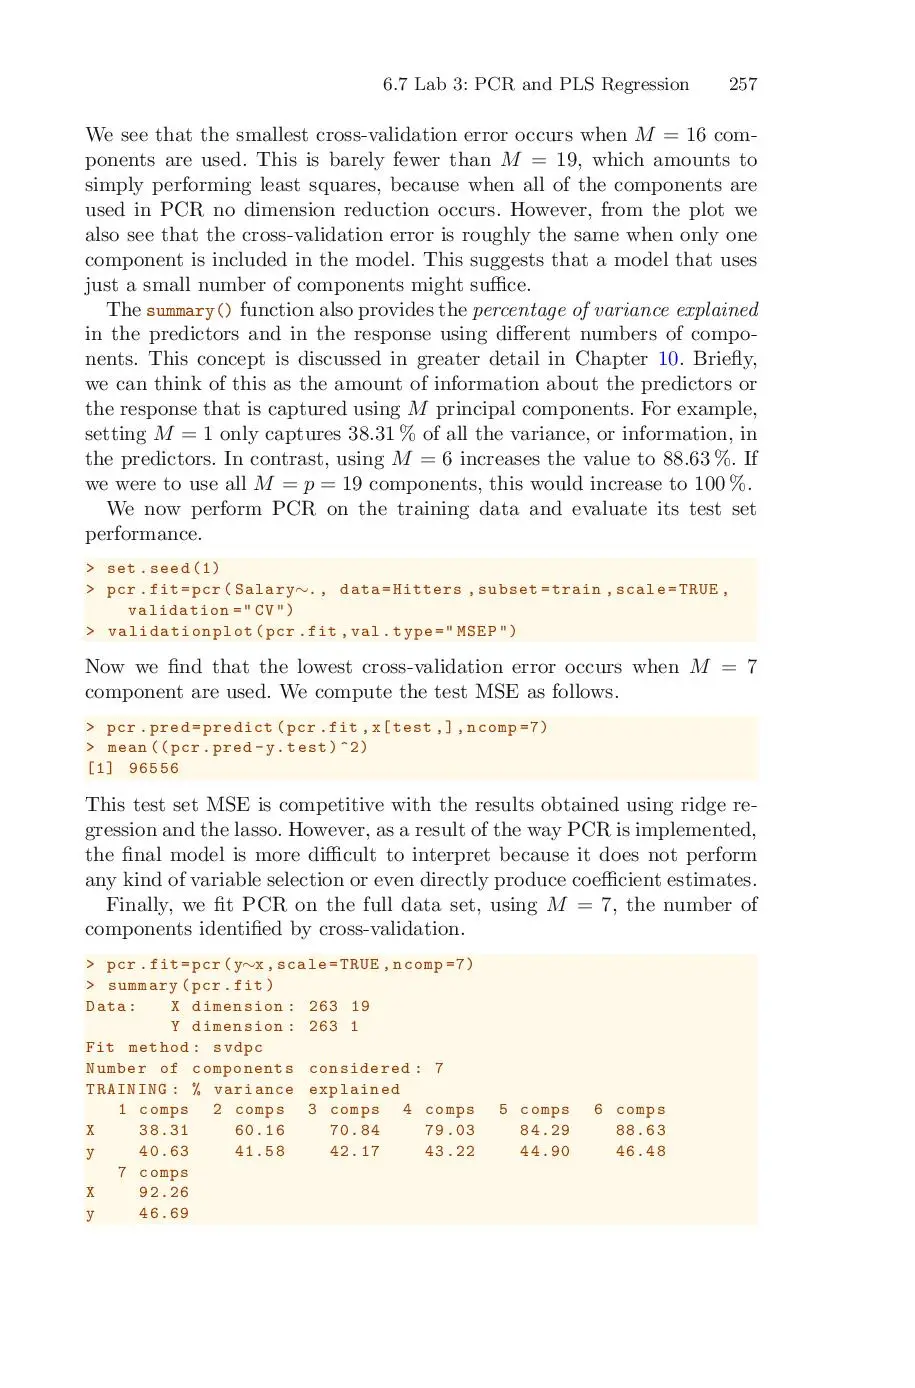 6.7 Lab 3: PCR and PLS Regression 257
We see that the smallest cross-validation error occurs when M = 16 com-
ponents are used. This is barely fewer than M = 19, which amounts to
simply performing least squares, because when all of the components are
used in PCR no dimension reduction occurs. However, from the plot we
also see that the cross-validation error is roughly the same when only one
component is included in the model. This suggests that a model that uses
just a small number of components might suffice.
The summary() function also provides the percentage of variance explained
in the predictors and in the response using different numbers of compo-
nents. This concept is discussed in greater detail in Chapter 10. Briefly,
we can think of this as the amount of information about the predictors or
the response that is captured using M principal components. For example,
setting M = 1 only captures 38.31 % of all the variance, or information, in
the predictors. In contrast, using M = 6 increases the value to 88.63 %. If
we were to use all M = p = 19 components, this would increase to 100 %.
We now perform PCR on the training data and evaluate its test set
performance.
> set.seed(1)
> pcr.fit=pcr(Salary∼., data=Hitters,subset=train,scale=TRUE,
validation="CV")
> validationplot(pcr.fit,val.type="MSEP")
Now we find that the lowest cross-validation error occurs when M = 7
component are used. We compute the test MSE as follows.
> pcr.pred=predict(pcr.fit,x[test,],ncomp=7)
> mean((pcr.pred-y.test)^2)
[1] 96556
This test set MSE is competitive with the results obtained using ridge re-
gression and the lasso. However, as a result of the way PCR is implemented,
the final model is more difficult to interpret because it does not perform
any kind of variable selection or even directly produce coefficient estimates.
Finally, we fit PCR on the full data set, using M = 7, the number of
components identified by cross-validation.
> pcr.fit=pcr(y∼x,scale=TRUE,ncomp=7)
> summary(pcr.fit)
Data: X dimension: 263 19
Y dimension: 263 1
Fit method: svdpc
Number of components considered: 7
TRAINING: % variance explained
1 comps 2 comps 3 comps 4 comps 5 comps 6 comps
X 38.31 60.16 70.84 79.03 84.29 88.63
y 40.63 41.58 42.17 43.22 44.90 46.48
7 comps
X 92.26
y 46.69